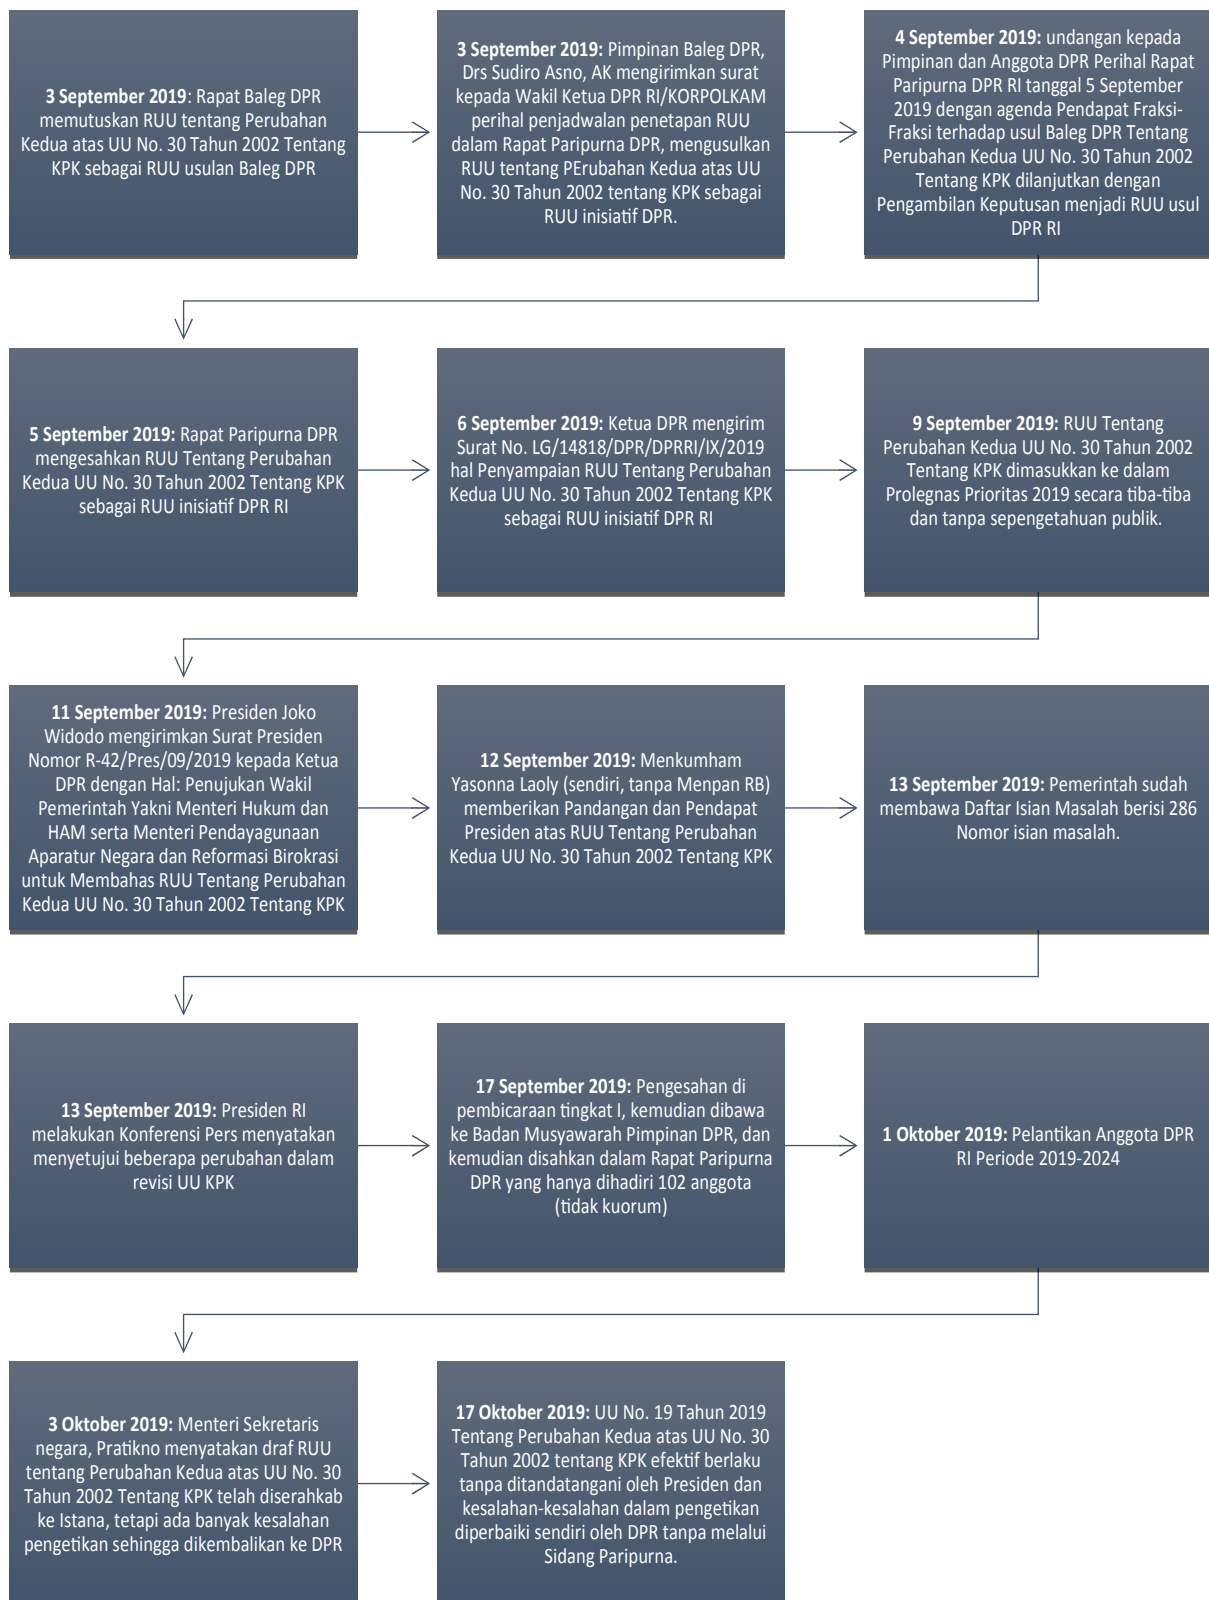 3 September 2019: Rapat Baleg DPR
memutuskan RUU tentang Perubahan
Kedua atas UU No. 30 Tahun 2002 Tentang
KPK sebagai RUU usulan Baleg DPR
3 September 2019: Pimpinan Baleg DPR,
Drs Sudiro Asno, AK mengirimkan surat
kepada Wakil Ketua DPR RI/KORPOLKAM
perihal penjadwalan penetapan RUU
dalam Rapat Paripurna DPR, mengusulkan
RUU tentang PErubahan Kedua atas UU
No. 30 Tahun 2002 tentang KPK sebagai
RUU inisiatif DPR.
4 September 2019: undangan kepada
Pimpinan dan Anggota DPR Perihal Rapat
Paripurna DPR RI tanggal 5 September
2019 dengan agenda Pendapat Fraksi-
Fraksi terhadap usul Baleg DPR Tentang
Perubahan Kedua UU No. 30 Tahun 2002
Tentang KPK dilanjutkan dengan
Pengambilan Keputusan menjadi RUU usul
DPR RI
5 September 2019: Rapat Paripurna DPR
mengesahkan RUU Tentang Perubahan
Kedua UU No. 30 Tahun 2002 Tentang KPK
sebagai RUU inisiatif DPR RI
6 September 2019: Ketua DPR mengirim
Surat No. LG/14818/DPR/DPRRI/IX/2019
hal Penyampaian RUU Tentang Perubahan
Kedua UU No. 30 Tahun 2002 Tentang KPK
sebagai RUU inisiatif DPR RI
9 September 2019: RUU Tentang
Perubahan Kedua UU No. 30 Tahun 2002
Tentang KPK dimasukkan ke dalam
Prolegnas Prioritas 2019 secara tiba-tiba
dan tanpa sepengetahuan publik.
11 September 2019: Presiden Joko
Widodo mengirimkan Surat Presiden
Nomor R-42/Pres/09/2019 kepada Ketua
DPR dengan Hal: Penujukan Wakil
Pemerintah Yakni Menteri Hukum dan
HAM serta Menteri Pendayagunaan
Aparatur Negara dan Reformasi Birokrasi
untuk Membahas RUU Tentang Perubahan
Kedua UU No. 30 Tahun 2002 Tentang KPK
12 September 2019: Menkumham
Yasonna Laoly (sendiri, tanpa Menpan RB)
memberikan Pandangan dan Pendapat
Presiden atas RUU Tentang Perubahan
Kedua UU No. 30 Tahun 2002 Tentang KPK
13 September 2019: Pemerintah sudah
membawa Daftar Isian Masalah berisi 286
Nomor isian masalah.
13 September 2019: Presiden RI
melakukan Konferensi Pers menyatakan
menyetujui beberapa perubahan dalam
revisi UU KPK
17 September 2019: Pengesahan di
pembicaraan tingkat I, kemudian dibawa
ke Badan Musyawarah Pimpinan DPR, dan
kemudian disahkan dalam Rapat Paripurna
DPR yang hanya dihadiri 102 anggota
(tidak kuorum)
1 Oktober 2019: Pelantikan Anggota DPR
RI Periode 2019-2024
3 Oktober 2019: Menteri Sekretaris
negara, Pratikno menyatakan draf RUU
tentang Perubahan Kedua atas UU No. 30
Tahun 2002 Tentang KPK telah diserahkab
ke Istana, tetapi ada banyak kesalahan
pengetikan sehingga dikembalikan ke DPR
17 Oktober 2019: UU No. 19 Tahun 2019
Tentang Perubahan Kedua atas UU No. 30
Tahun 2002 tentang KPK efektif berlaku
tanpa ditandatangani oleh Presiden dan
kesalahan-kesalahan dalam pengetikan
diperbaiki sendiri oleh DPR tanpa melalui
Sidang Paripurna.